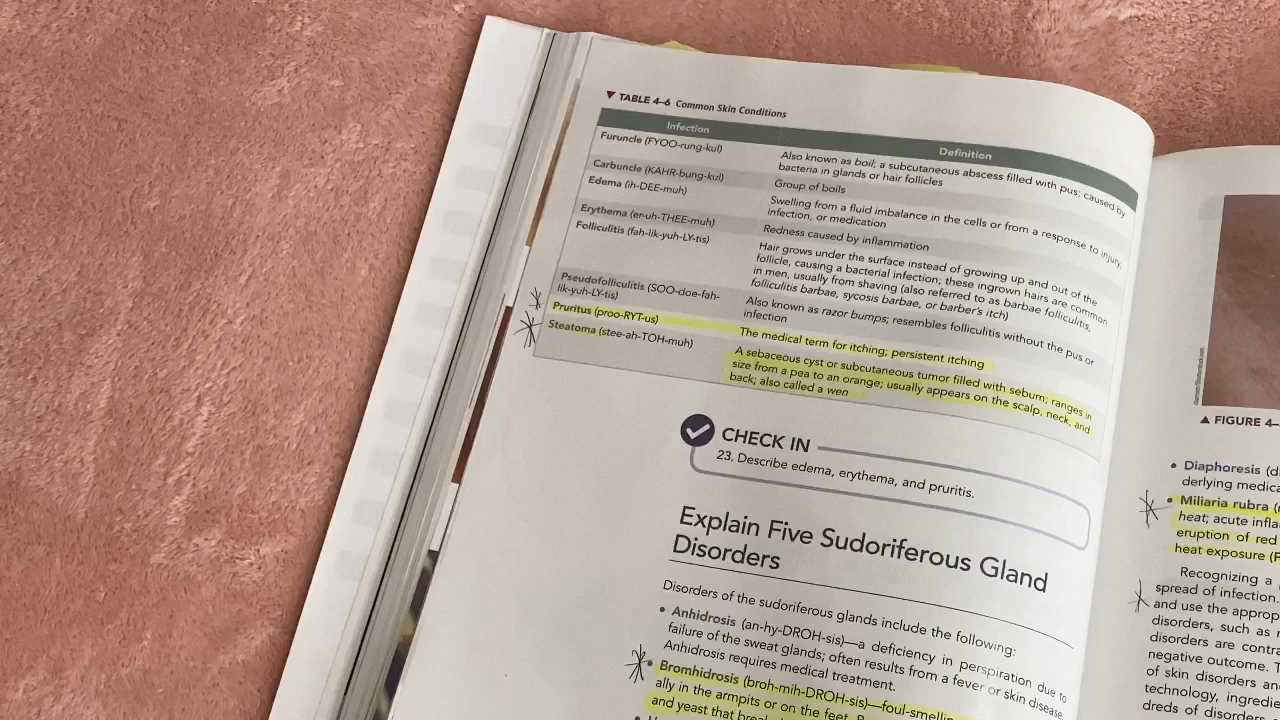 ▼ TABLE 4–6 Common Skin Conditions
Infection
Definition
Furuncle (FYOO-rung-kul)
Also known as boil; a subcutaneous abscess filled with pus; caused by
bacteria in glands or hair follicles
Carbuncle (KAHR-bung-kul)
Group of boils
Edema (ih-DEE-muh)
Swelling from a fluid imbalance in the cells or from a response to injury,
infection, or medication
Erythema (er-uh-THEE-muh)
Redness caused by inflammation
Folliculitis (fah-lik-yuh-LY-tis)
Hair grows under the surface instead of growing up and out of the
follicle, causing a bacterial infection; these ingrown hairs are common
in men, usually from shaving (also referred to as barbae folliculitis,
folliculitis barbae, sycosis barbae, or barber's itch)
Pseudofolliculitis (SOO-doe-fah-
lik-yuh-LY-tis)
Also known as razor bumps; resembles folliculitis without the pus or
infection
Pruritus (proo-RYT-us)
The medical term for itching; persistent itching
Steatoma (stee-ah-TOH-muh)
A sebaceous cyst or subcutaneous tumor filled with sebum; ranges in
size from a pea to an orange; usually appears on the scalp, neck, and
back; also called a wen
CHECK IN
23. Describe edema, erythema, and pruritis.
Explain Five Sudoriferous Gland
Disorders
Disorders of the sudoriferous glands include the following:
• Anhidrosis (an-hy-DROH-sis)—a deficiency in perspiration due to
failure of the sweat glands; often results from a fever or skin disease
Anhidrosis requires medical treatment.
• Bromhidrosis (broh-mih-DROH-sis)—foul-smellin
ally in the armpits or on the feet.
and yeast that break
▲ FIGURE 4–
• Diaphoresis (d
derlying medica
• Miliaria rubra (
heat; acute infla
eruption of red
heat exposure (
Recognizing a
spread of infection.
and use the approp
disorders, such as
disorders are contra
negative outcome.
of skin disorders an
technology, ingredie
dreds of disorders